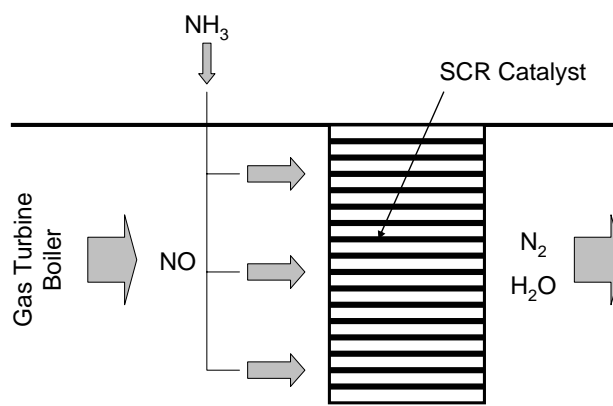 NH₃
SCR Catalyst
Gas Turbine
Boiler
NO
N₂
H₂O